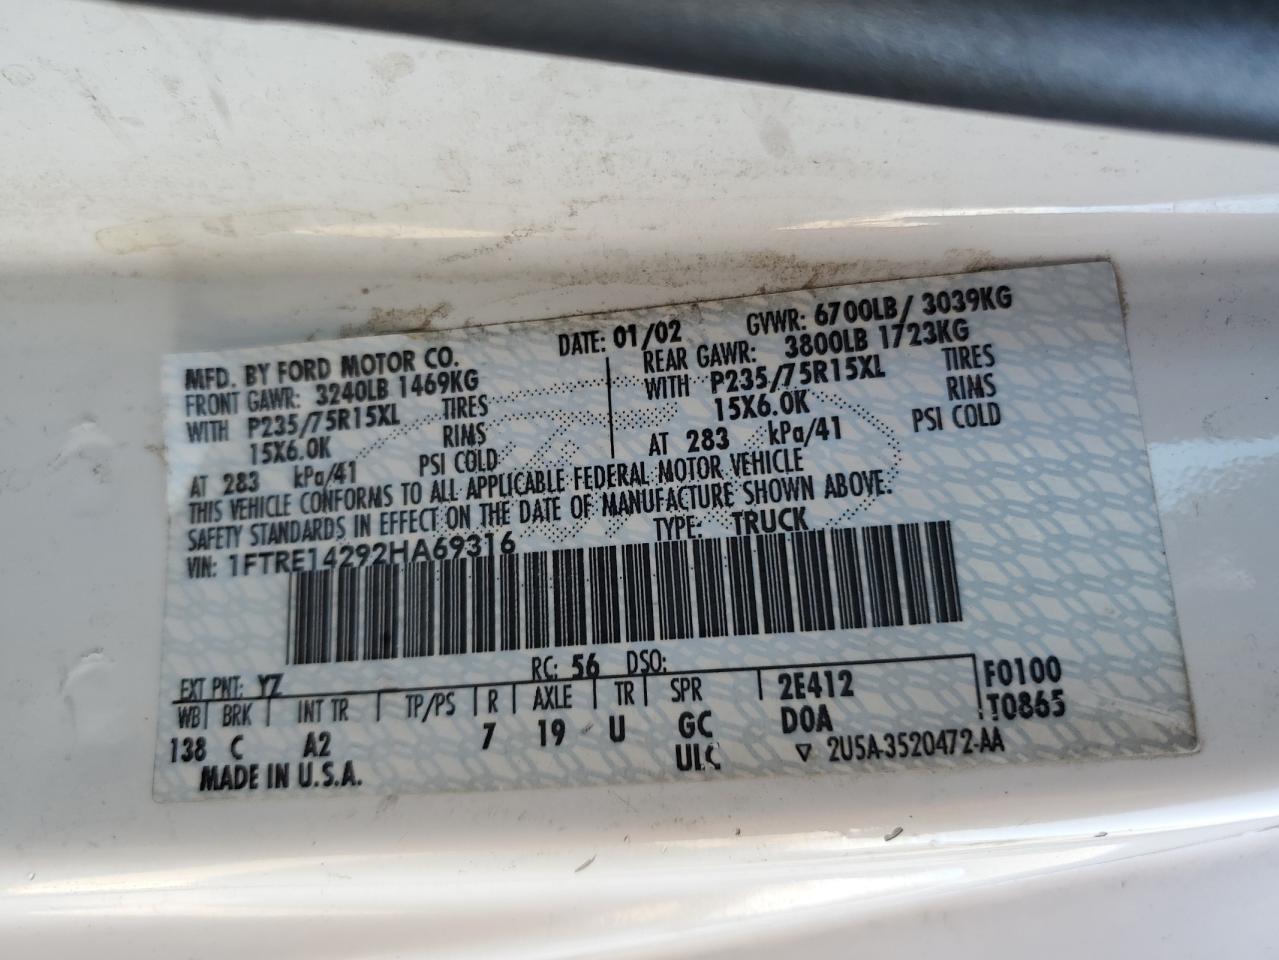 MFD. BY FORD MOTOR CO. DATE: 01/02 GVWR: 6700LB/ 3039KG
FRONT GAWR: 3240LB 1469KG REAR GAWR: 3800LB 1723KG
WITH P235/75R15XL TIRES WITH P235/75R15XL TIRES
15X6.0K RIMS 15X6.0K RIMS
AT 283 kPa/41 PSI COLD AT 283 kPa/41 PSI COLD
THIS VEHICLE CONFORMS TO ALL APPLICABLE FEDERAL MOTOR VEHICLE
SAFETY STANDARDS IN EFFECT ON THE DATE OF MANUFACTURE SHOWN ABOVE.
VIN: 1FTRE14292HA69316 TYPE: TRUCK
EXT PNT: YZ RC: 56 DSO:
WB BRK INT TR TP/PS R AXLE TR SPR 2E412 F0100
138 C A2 7 19 U GC D0A T0865
MADE IN U.S.A. ULC ▽ 2U5A-3520472-AA